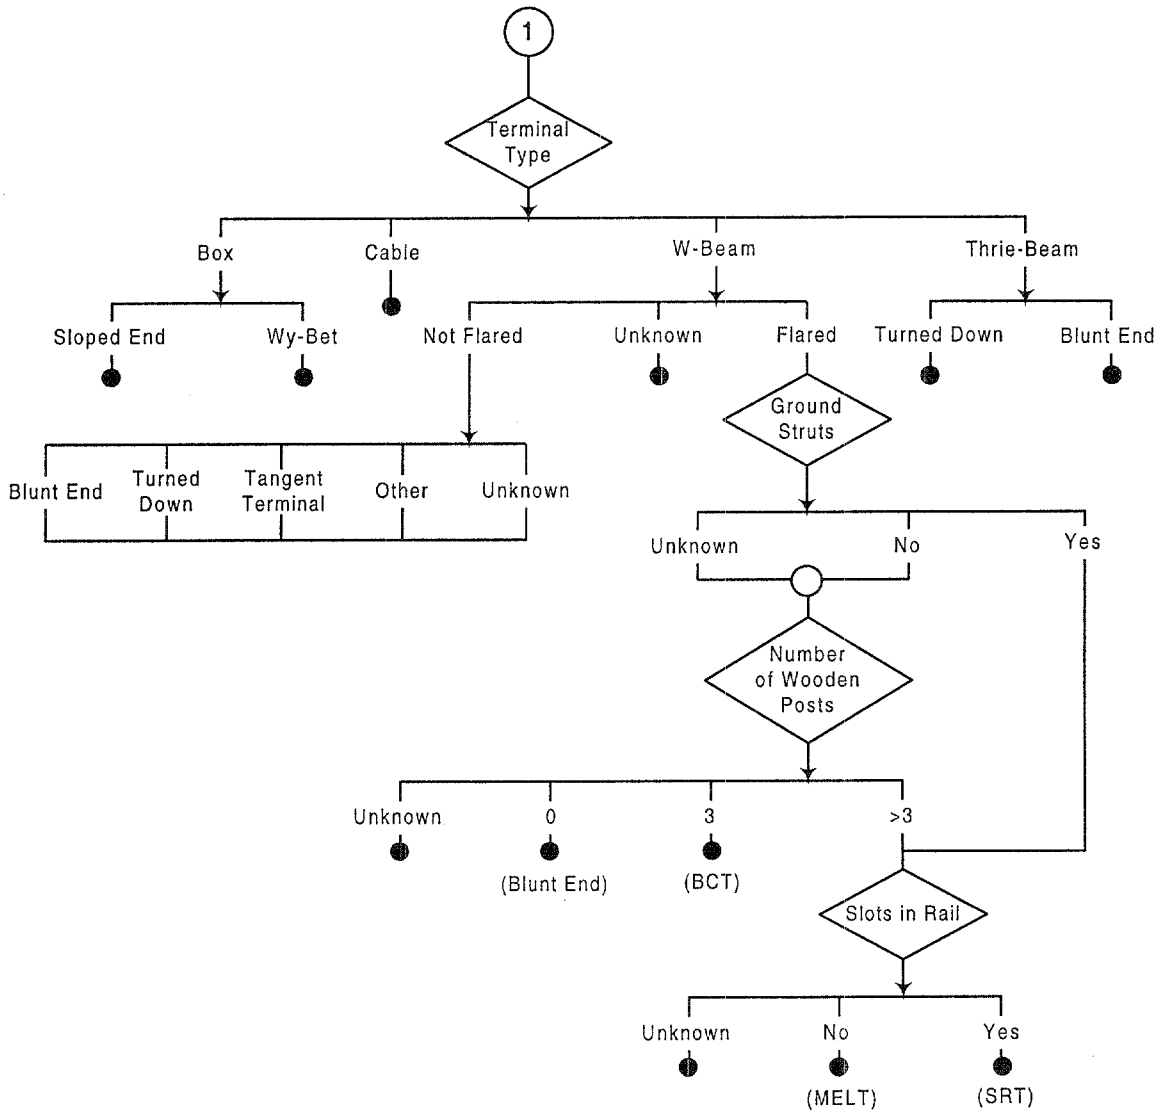 1
Terminal
Type
Box
Cable
W-Beam
Thrie-Beam
Sloped End
Wy-Bet
Not Flared
Unknown
Flared
Turned Down
Blunt End
Ground
Struts
Blunt End
Turned
Down
Tangent
Terminal
Other
Unknown
Unknown
No
Yes
Number
of Wooden
Posts
Unknown
0
3
>3
(Blunt End)
(BCT)
Slots in Rail
Unknown
No
Yes
(MELT)
(SRT)